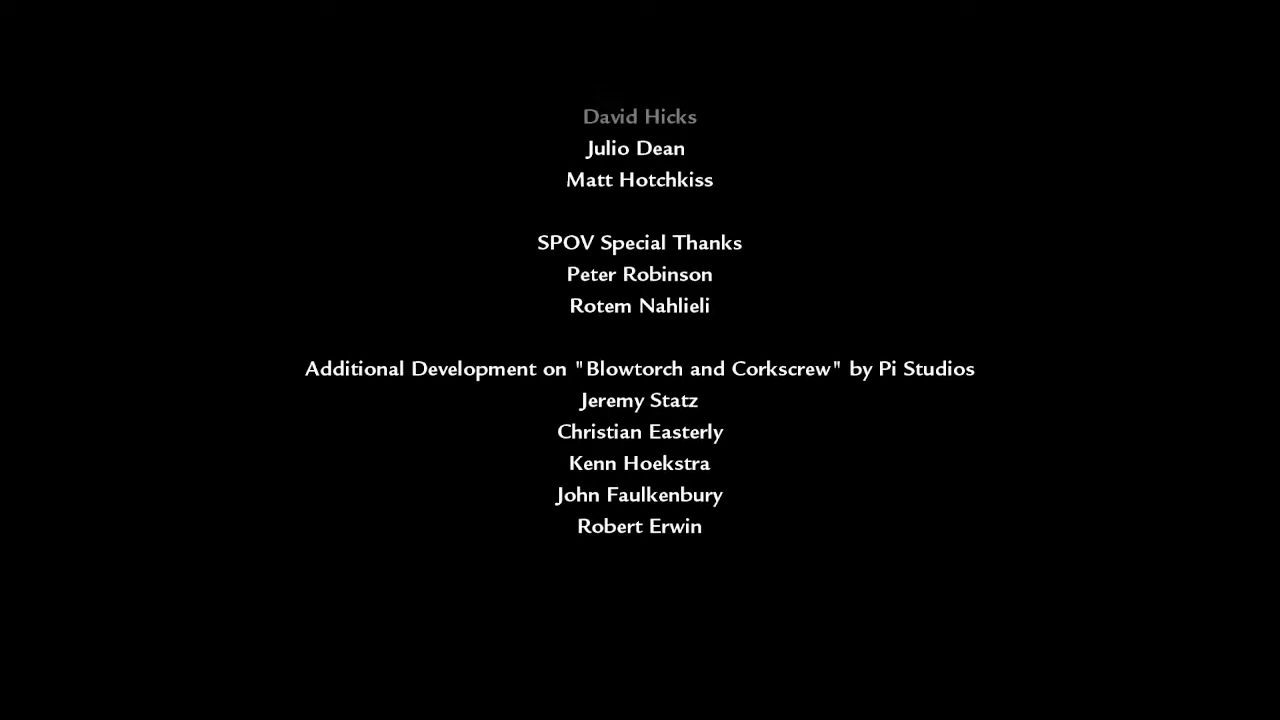 David Hicks
Julio Dean
Matt Hotchkiss
SPOV Special Thanks
Peter Robinson
Rotem Nahlieli
Additional Development on "Blowtorch and Corkscrew" by Pi Studios
Jeremy Statz
Christian Easterly
Kenn Hoekstra
John Faulkenbury
Robert Erwin